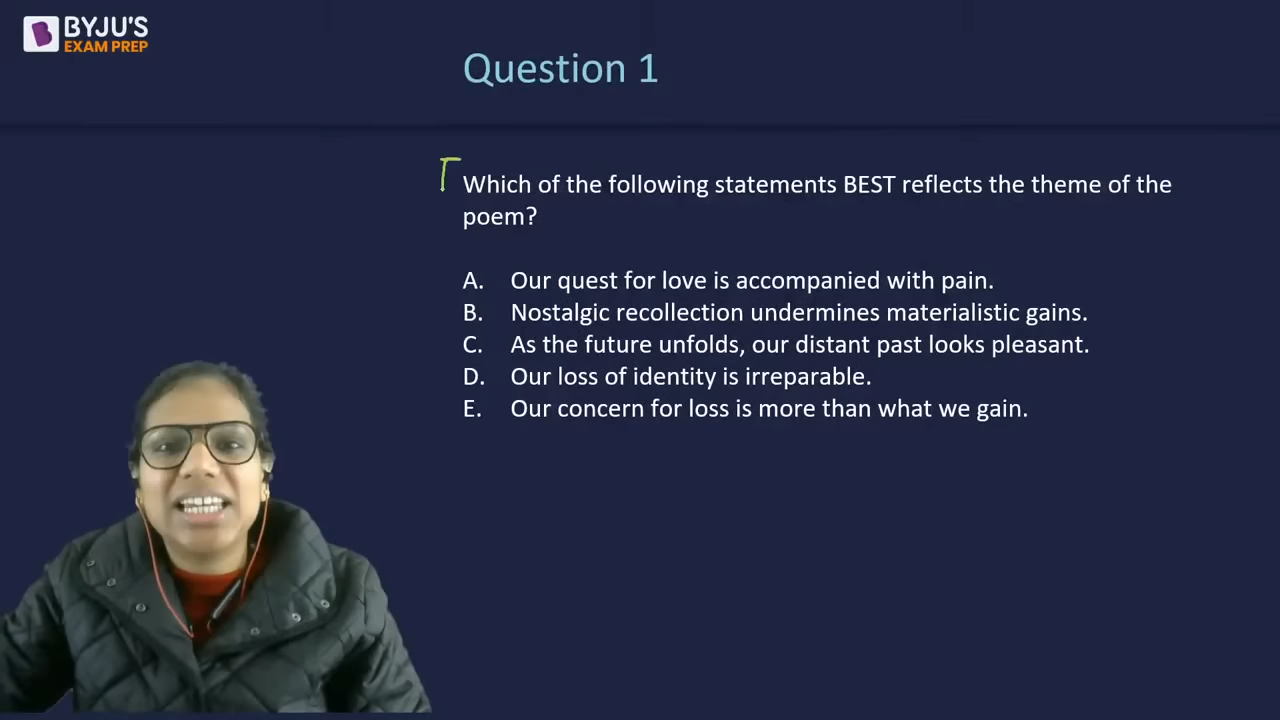 BYJU'S
EXAM PREP
Question 1
Which of the following statements BEST reflects the theme of the
poem?
A. Our quest for love is accompanied with pain.
B. Nostalgic recollection undermines materialistic gains.
C. As the future unfolds, our distant past looks pleasant.
D. Our loss of identity is irreparable.
E. Our concern for loss is more than what we gain.